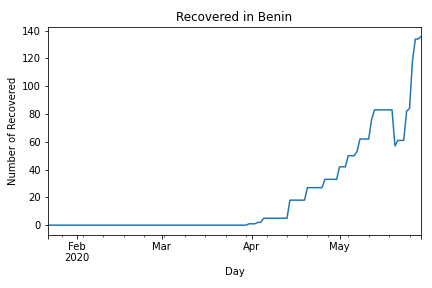 Recovered in Benin
Number of Recovered
140
120
100
80
60
40
20
0
Feb
2020
Mar
Apr
May
Day